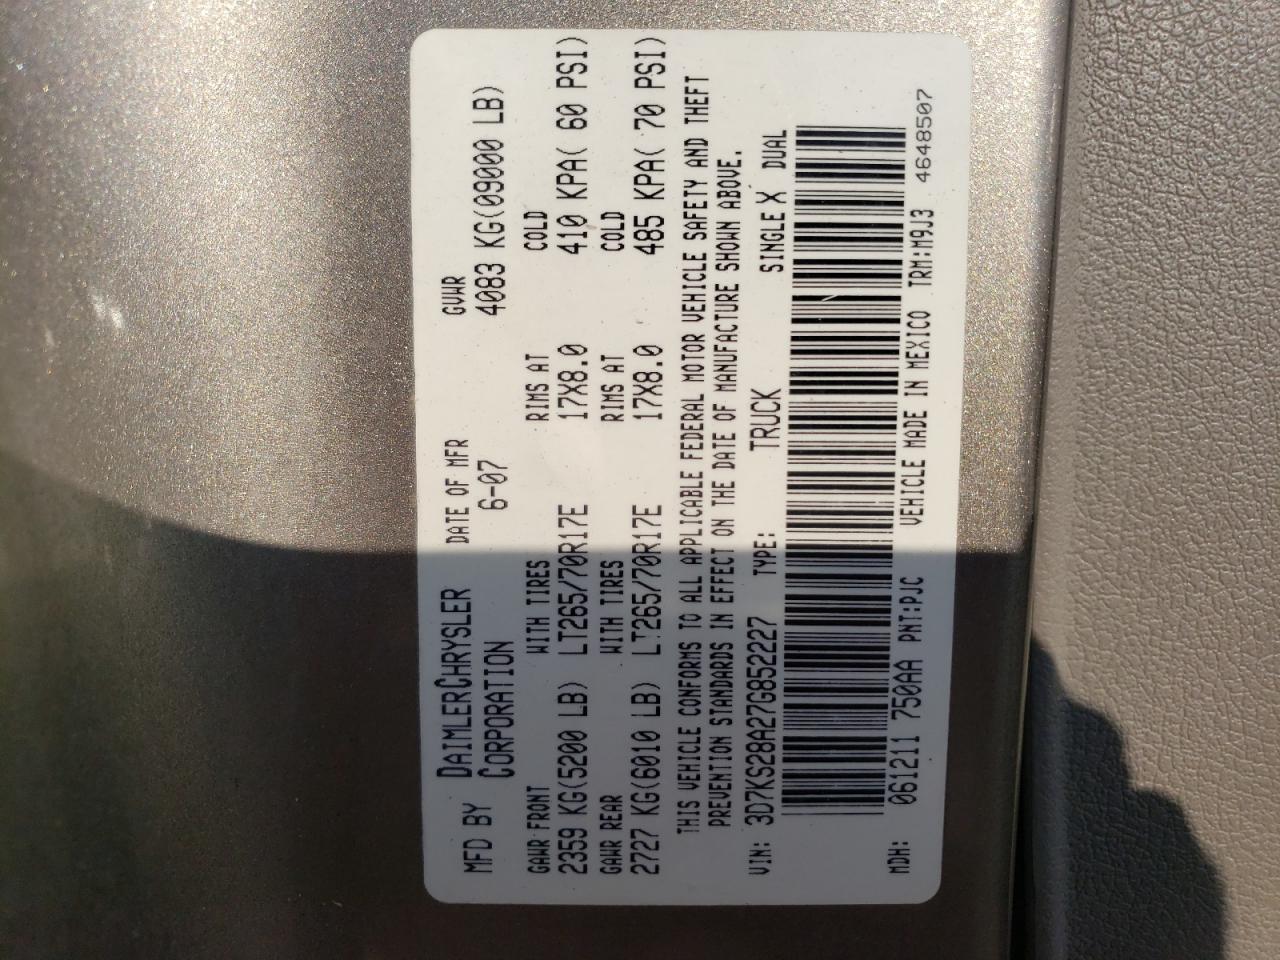 MFD BY DAIMLERCHRYSLER CORPORATION DATE OF MFR 6-07 GVWR 4083 KG(09000 LB)
GAWR FRONT WITH TIRES RIMS AT COLD
2359 KG(5200 LB) LT265/70R17E 17X8.0 410 KPA( 60 PSI)
GAWR REAR WITH TIRES RIMS AT COLD
2727 KG(6010 LB) LT265/70R17E 17X8.0 485 KPA( 70 PSI)
THIS VEHICLE CONFORMS TO ALL APPLICABLE FEDERAL MOTOR VEHICLE SAFETY AND THEFT
PREVENTION STANDARDS IN EFFECT ON THE DATE OF MANUFACTURE SHOWN ABOVE.
VIN: 3D7KS28A27G852227 TYPE: TRUCK SINGLE X DUAL
MDH: 061211 750AA PNT:PJC VEHICLE MADE IN MEXICO TRM:M9J3 4648507